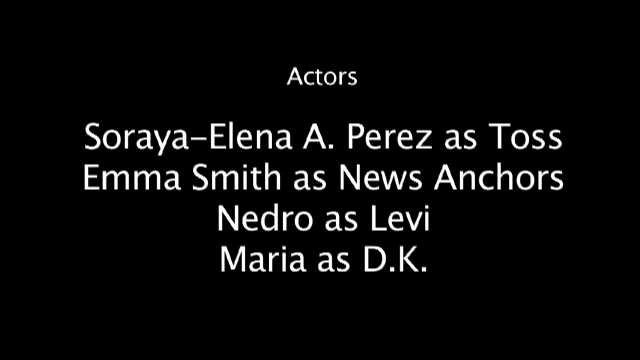 Actors
Soraya-Elena A. Perez as Toss
Emma Smith as News Anchors
Nedro as Levi
Maria as D.K.